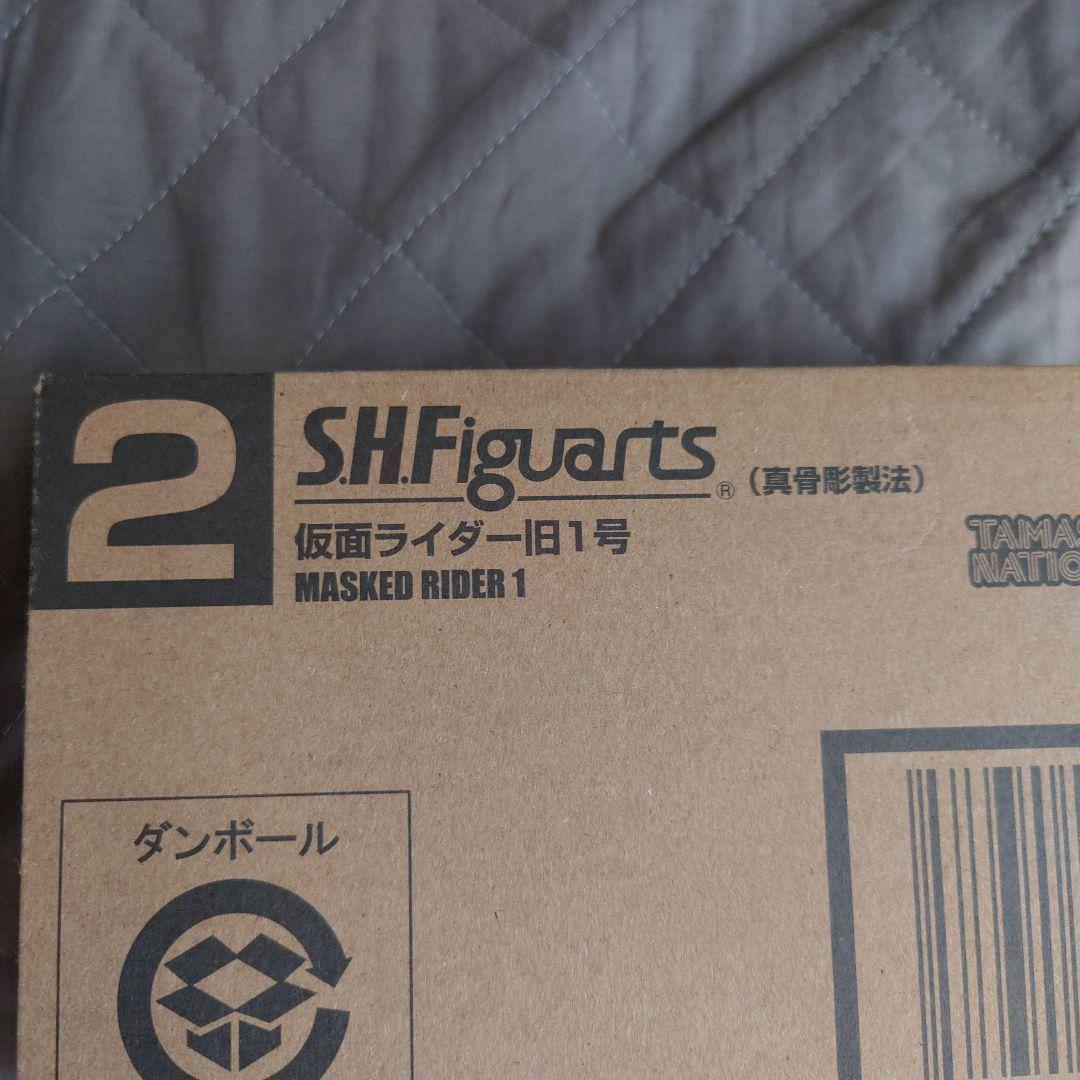 2
S.H.Figuarts® (真骨彫製法)
仮面ライダー旧1号
MASKED RIDER 1
ダンボール